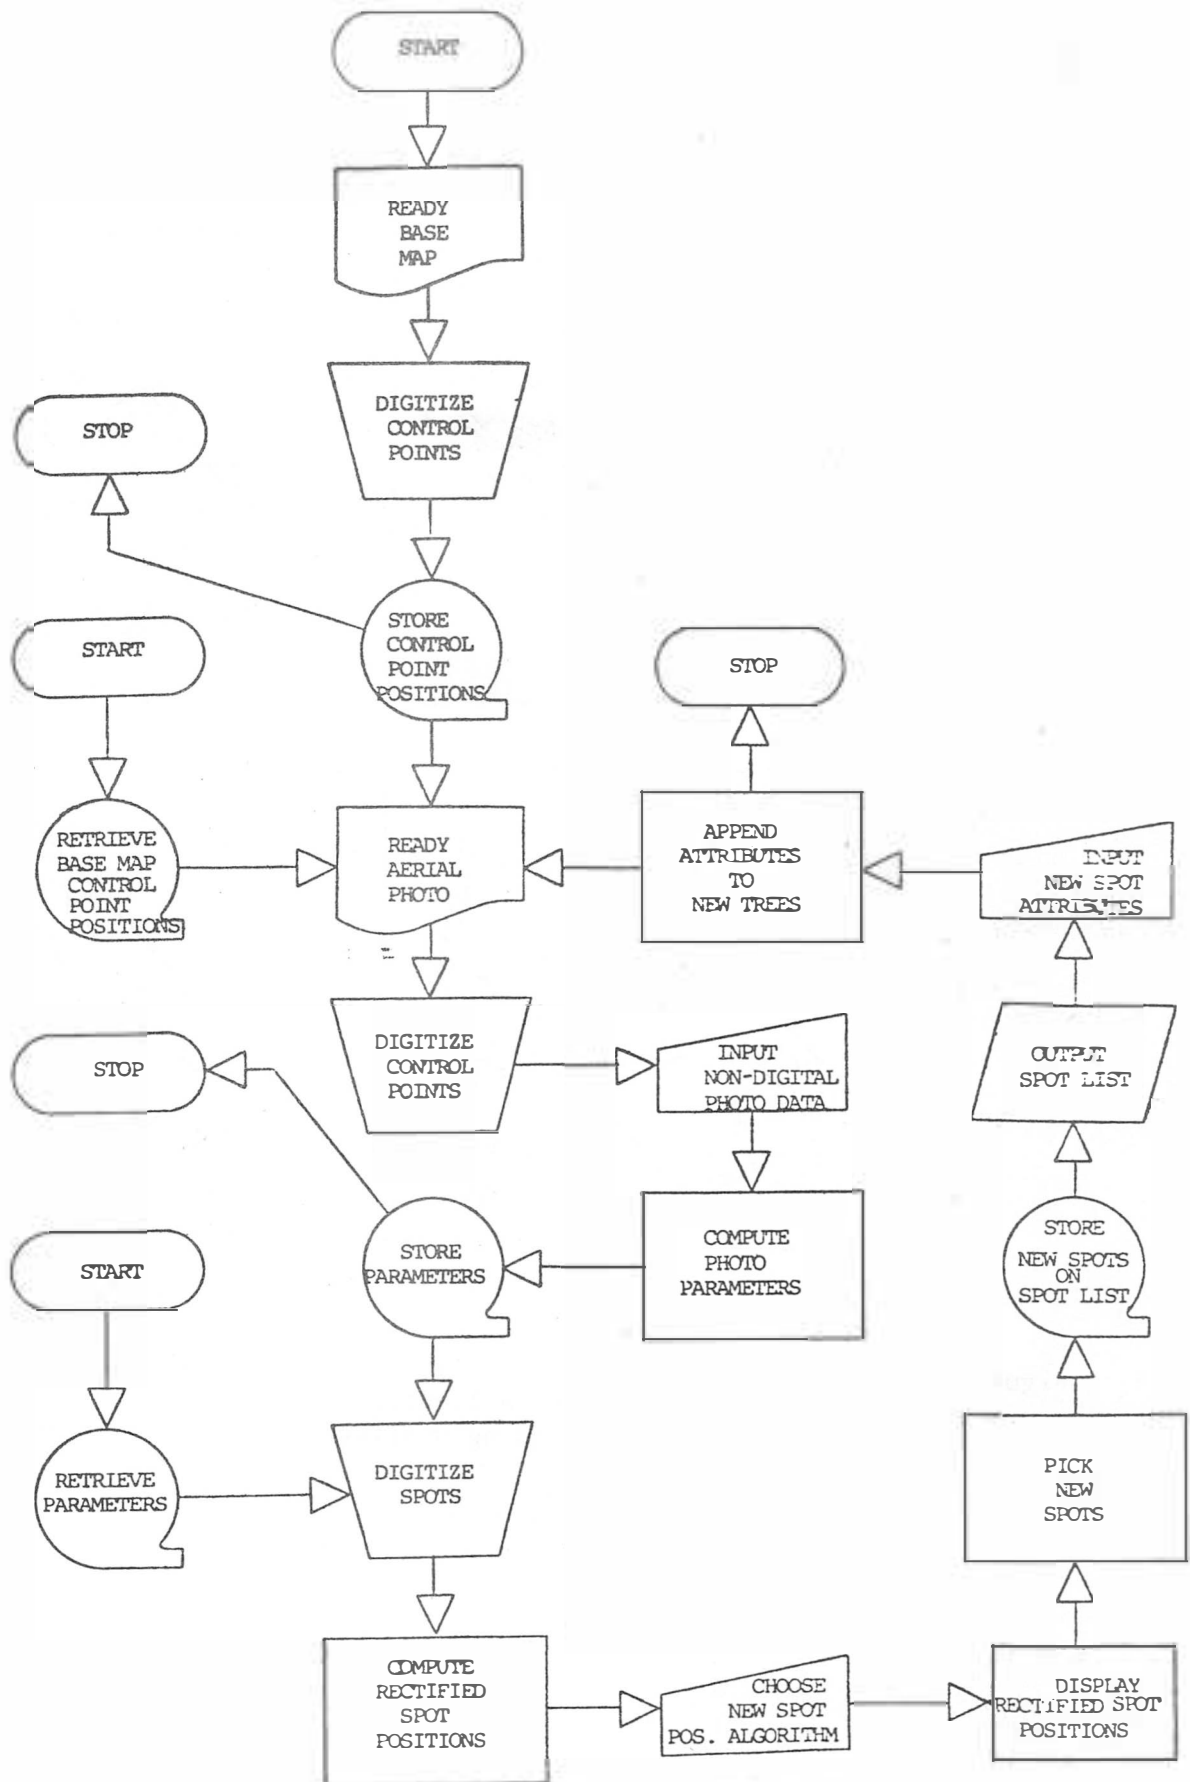 START
READY
BASE
MAP
DIGITIZE
CONTROL
POINTS
STOP
STORE
CONTROL
POINT
POSITIONS
START
STOP
RETRIEVE
BASE MAP
CONTROL
POINT
POSITIONS
READY
AERIAL
PHOTO
APPEND
ATTRIBUTES
TO
NEW TREES
INPUT
NEW SPOT
ATTRIBUTES
DIGITIZE
CONTROL
POINTS
INPUT
NON-DIGITAL
PHOTO DATA
STOP
OUTPUT
SPOT LIST
STORE
PARAMETERS
COMPUTE
PHOTO
PARAMETERS
STORE
NEW SPOTS
ON
SPOT LIST
START
RETRIEVE
PARAMETERS
DIGITIZE
SPOTS
PICK
NEW
SPOTS
COMPUTE
RECTIFIED
SPOT
POSITIONS
CHOOSE
NEW SPOT
POS. ALGORITHM
DISPLAY
RECTIFIED SPOT
POSITIONS